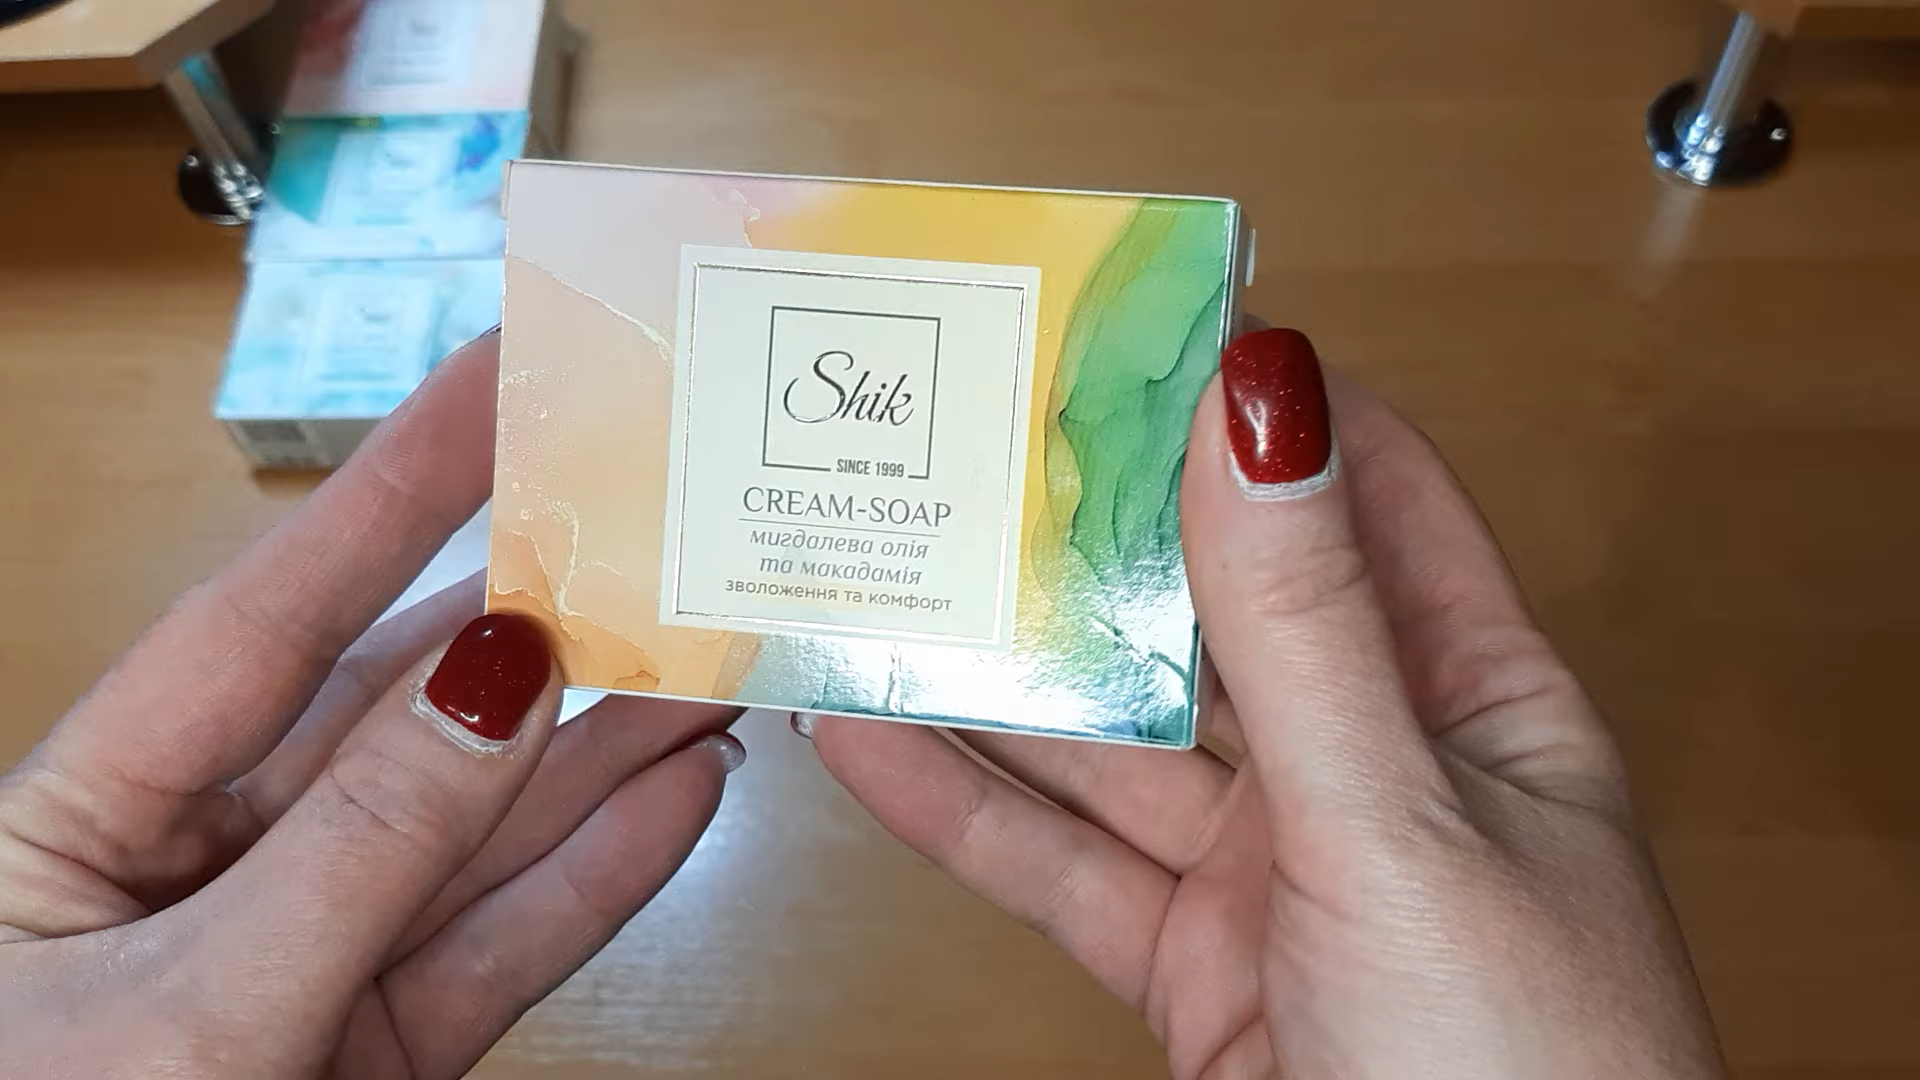 Shik
SINCE 1999
CREAM-SOAP
мигдалева олія
та макадамія
зволоження та комфорт